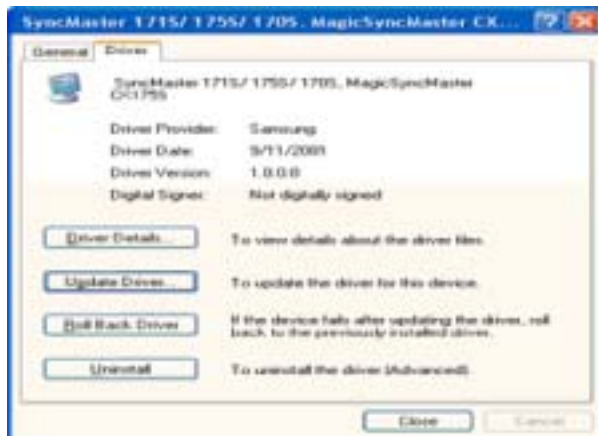 SyncMaster 171S/ 175S/ 170S, MagicSyncMaster CX...
General Driver
SyncMaster 171S/ 175S/ 170S, MagicSyncMaster
CX175S
Driver Provider: Samsung
Driver Date: 9/11/2001
Driver Version: 1.0.0.0
Digital Signer: Not digitally signed
Driver Details... To view details about the driver files.
Update Driver... To update the driver for this device.
Roll Back Driver If the device fails after updating the driver, roll
back to the previously installed driver.
Uninstall To uninstall the driver (Advanced).
Close Cancel